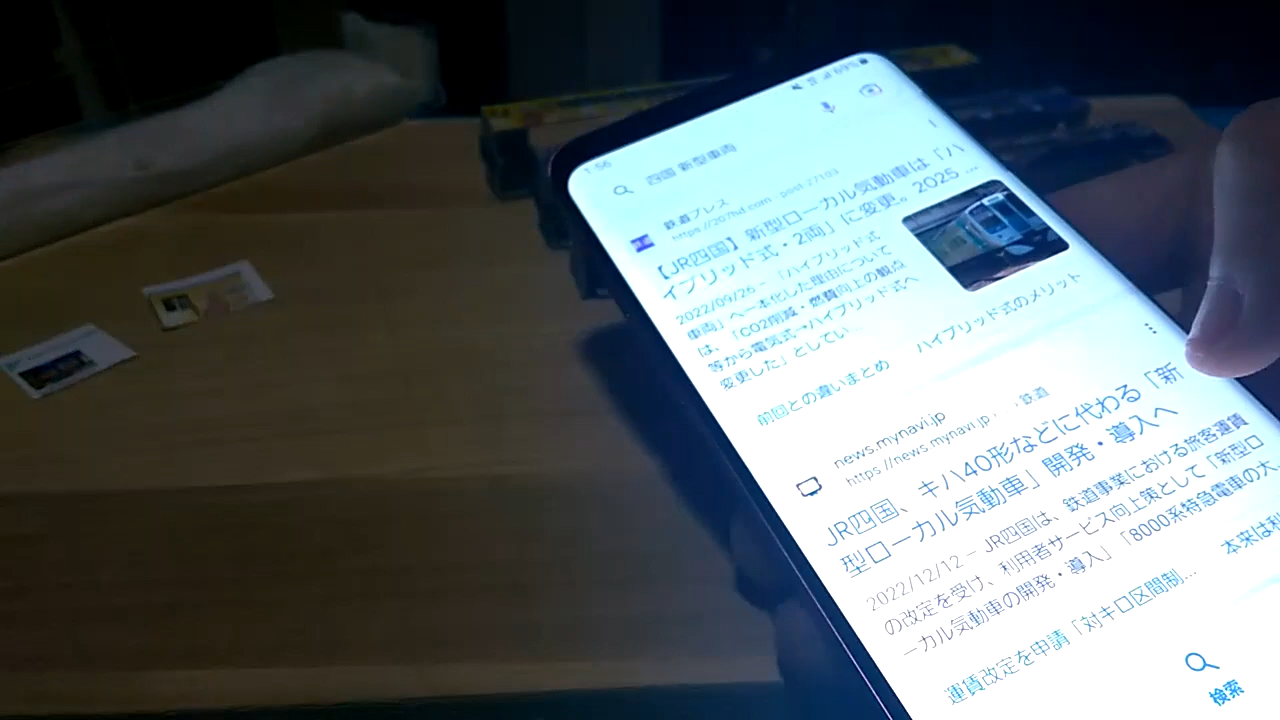 1:56
69%
四国 新型車両
鉄道プレス
https://207hd.com › post-27193
【JR四国】新型ローカル気動車は「ハ
イブリッド式・2両」に変更。2025 ...
2022/09/26 — 「ハイブリッド式
車両」へ一本化した理由について
は、「CO2削減・燃費向上の観点
等から電気式→ハイブリッド式へ
変更した」としてい
前回との違いまとめ
ハイブリッド式のメリット
news.mynavi.jp
https://news.mynavi.jp › ... › 鉄道
JR四国、キハ40形などに代わる「新
型ローカル気動車」開発・導入へ
2022/12/12 — JR四国は、鉄道事業における旅客運賃
の改定を受け、利用者サービス向上策として「新型ロ
ーカル気動車の開発・導入」「8000系特急電車の大
運賃改定を申請「対キロ区間制...
本来は利
検索